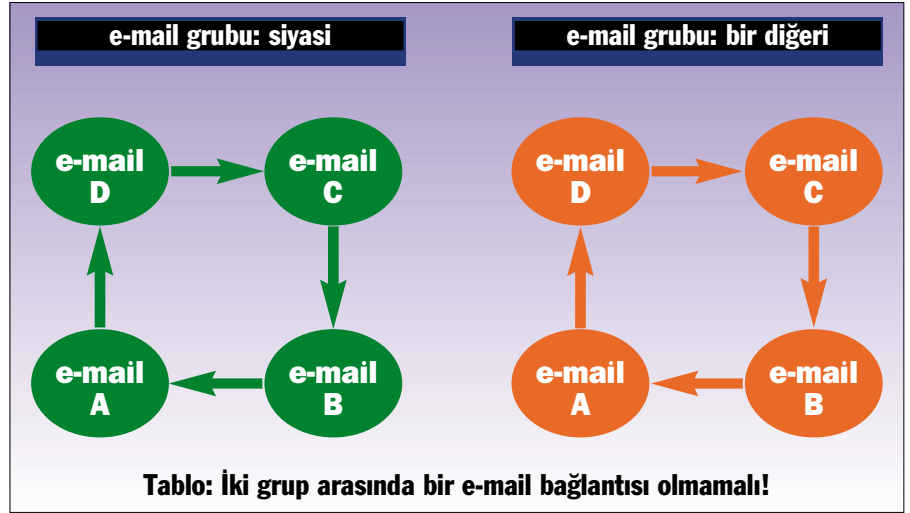 e-mail grubu: siyasi
e-mail grubu: bir diğeri
e-mail
D
e-mail
C
e-mail
A
e-mail
B
e-mail
D
e-mail
C
e-mail
A
e-mail
B
Tablo: İki grup arasında bir e-mail bağlantısı olmamalı!